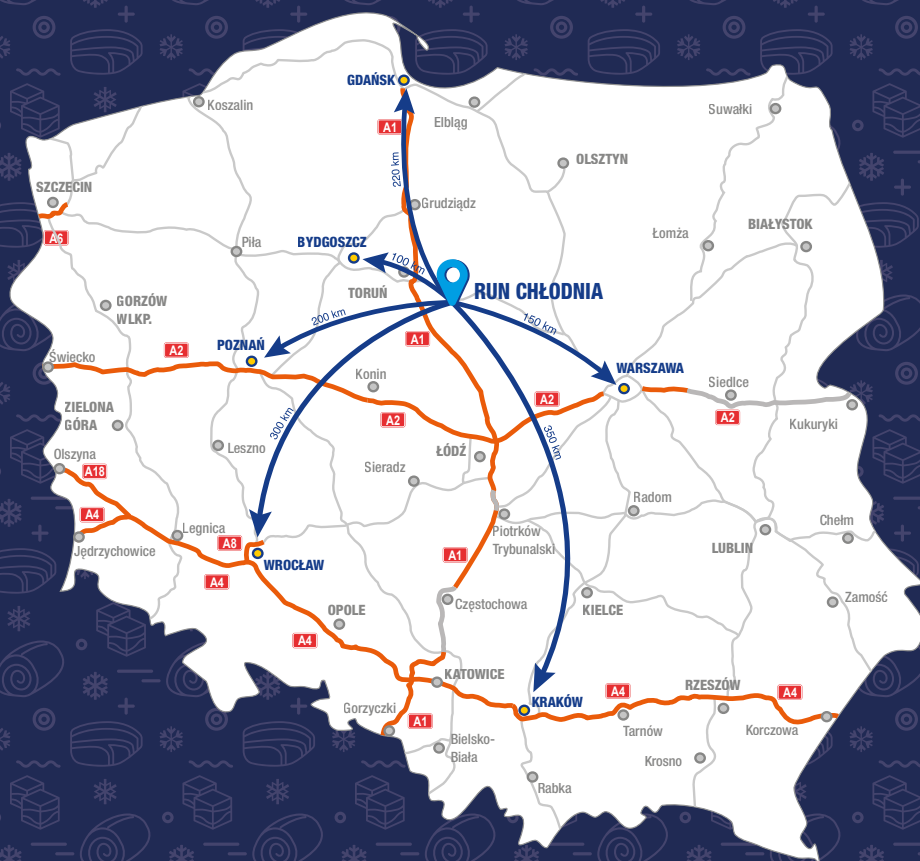 GDAŃSK
Koszalin
Elbląg
Suwałki
A1
220 km
OLSZTYN
SZCZECIN
Grudziądz
A6
Piła
BYDGOSZCZ
Łomża
BIAŁYSTOK
100 km
TORUŃ
RUN CHŁODNIA
GORZÓW
WLKP.
200 km
150 km
POZNAŃ
A1
Świecko
A2
Konin
WARSZAWA
Siedlce
A2
A2
A2
Kukuryki
ZIELONA
GÓRA
300 km
350 km
Leszno
ŁÓDŹ
Olszyna
A18
Sieradz
Radom
A4
Legnica
Piotrków
Trybunalski
Chełm
Jędrzychowice
A8
LUBLIN
WROCŁAW
A1
A4
Częstochowa
KIELCE
Zamość
OPOLE
A4
KATOWICE
RZESZÓW
A4
A4
KRAKÓW
Gorzyczki
A1
Tarnów
Korczowa
Bielsko-
Biała
Krosno
Rabka